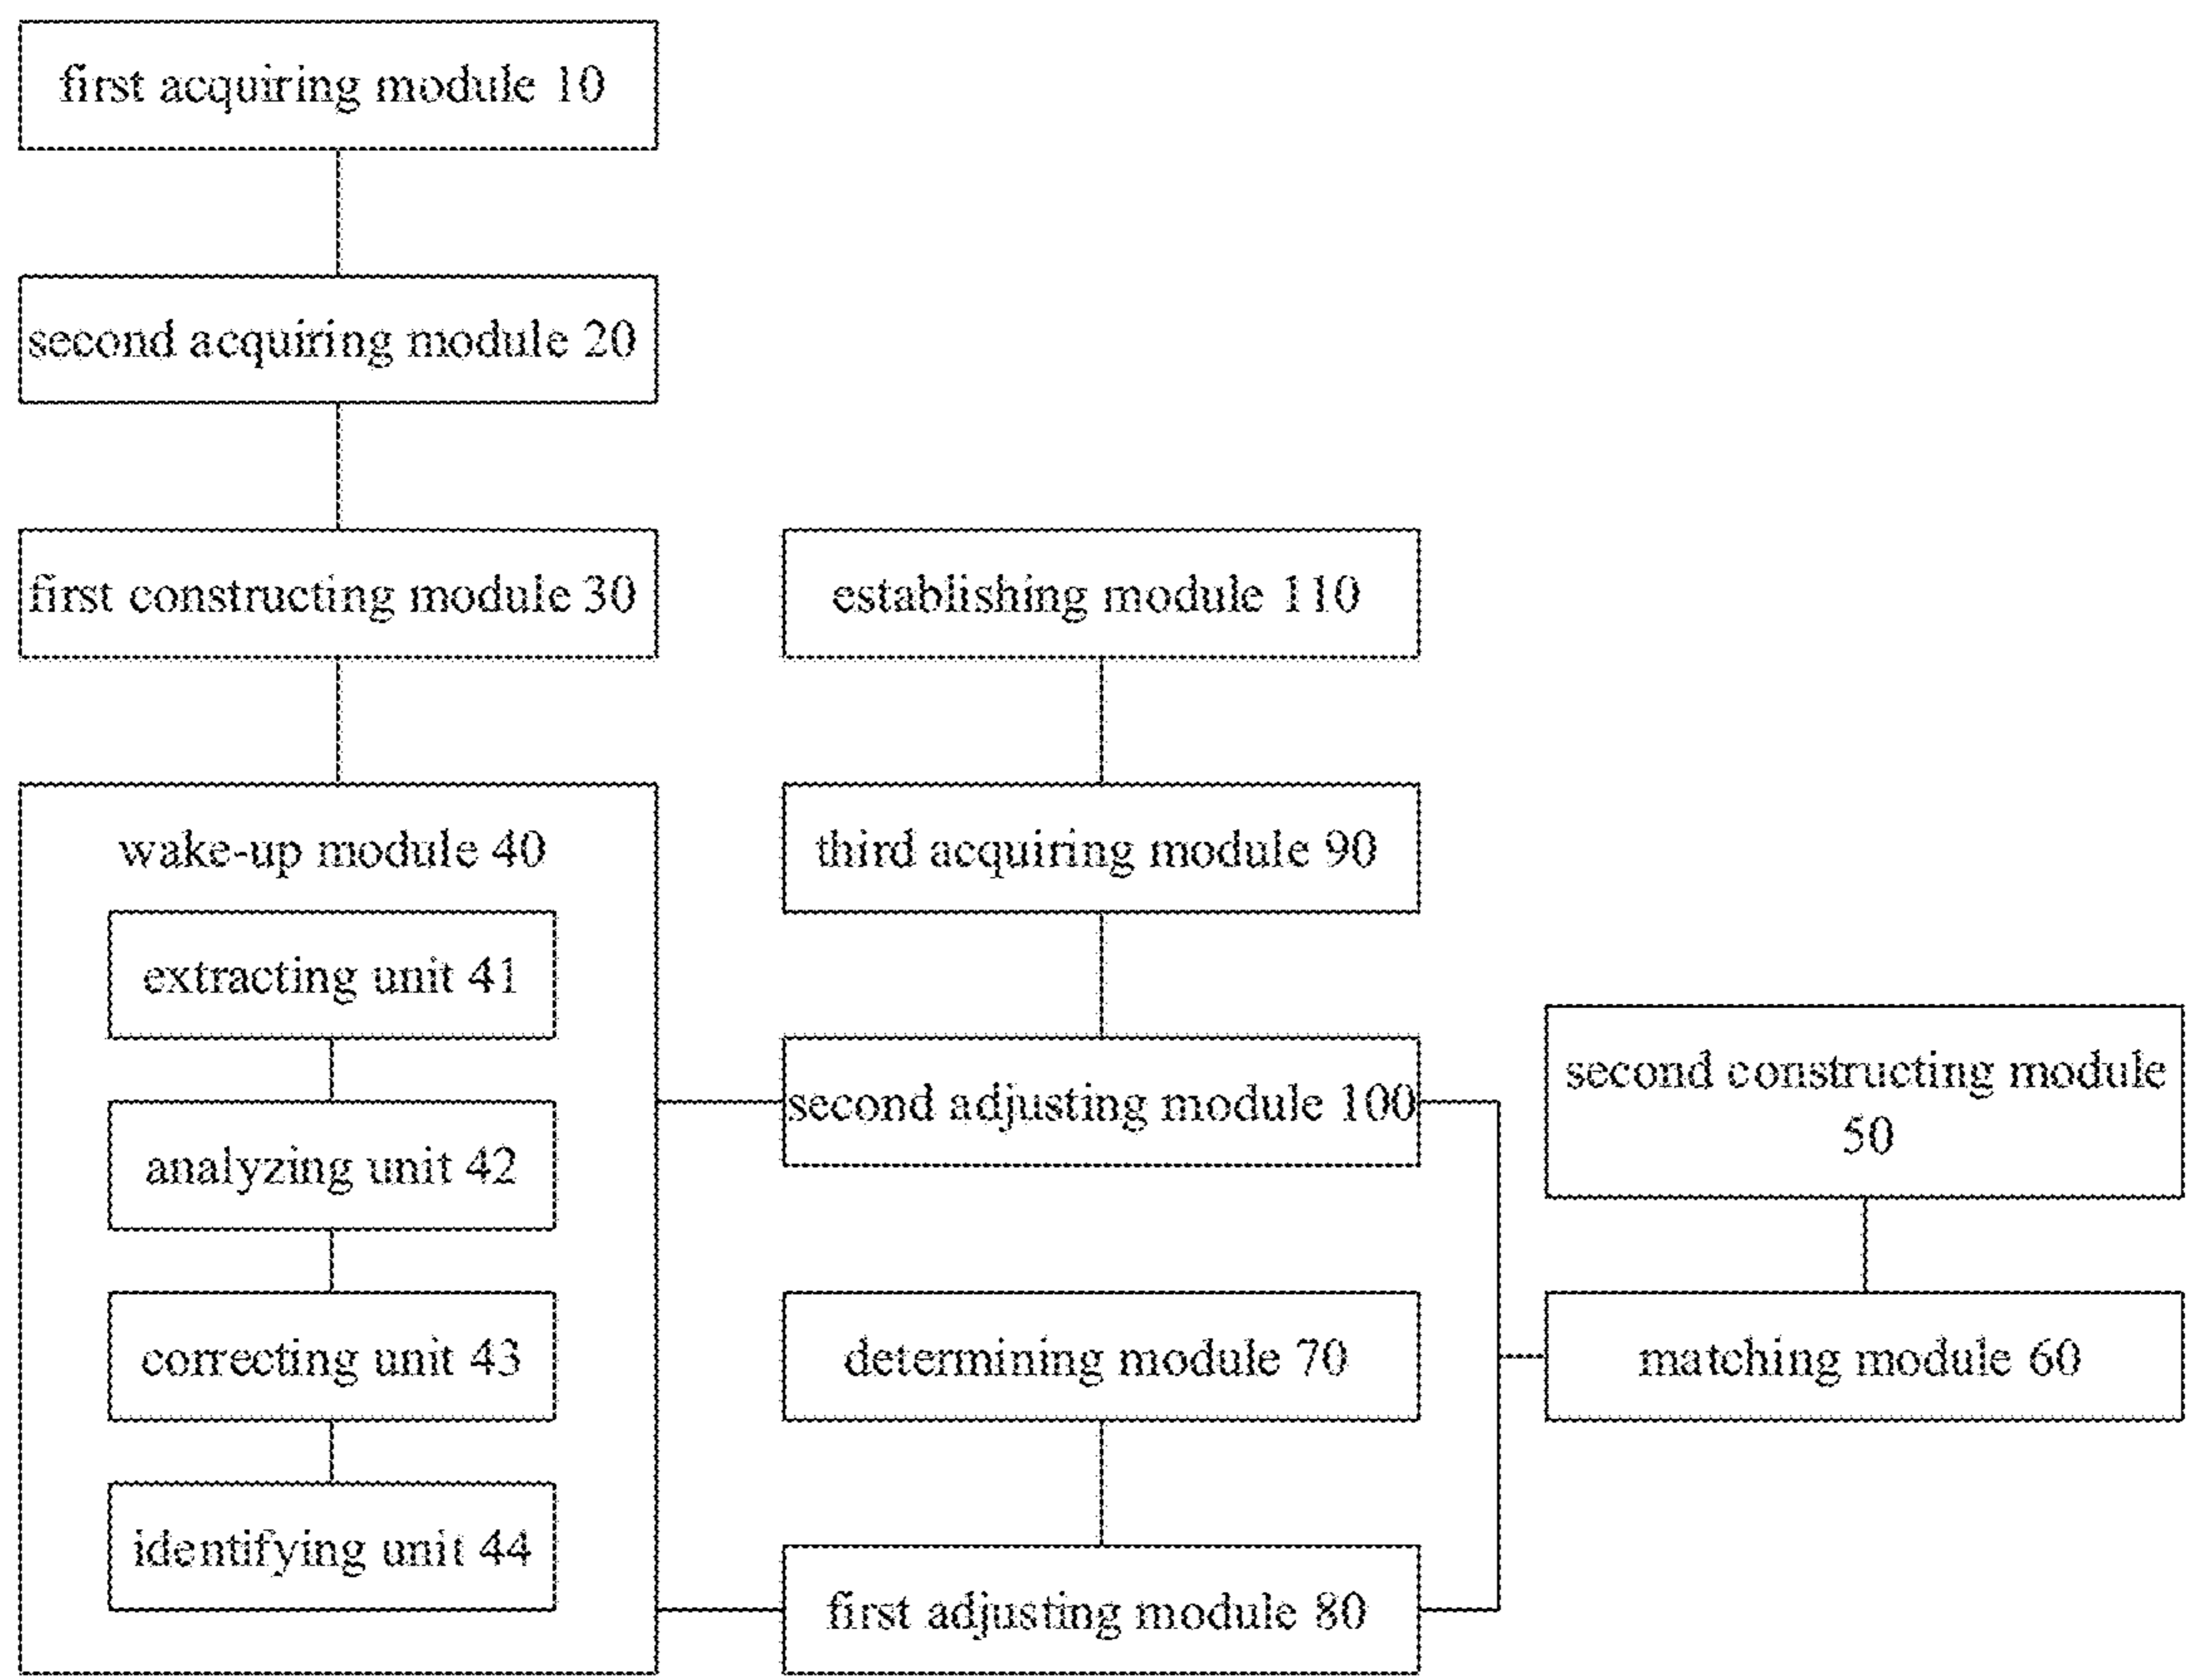 first acquiring module 10
second acquiring module 20
first constructing module 30
wake-up module 40
extracting unit 41
analyzing unit 42
correcting unit 43
identifying unit 44
establishing module 110
third acquiring module 90
second adjusting module 100
determining module 70
first adjusting module 80
second constructing module
50
matching module 60